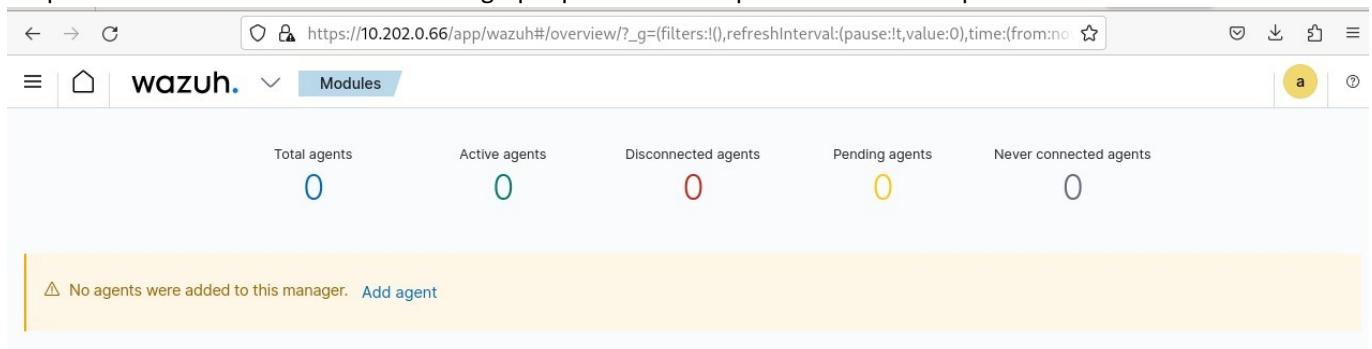 https://10.202.0.66/app/wazuh#/overview/?_g=(filters:!(),refreshInterval:(pause:!t,value:0),time:(from:no
wazuh. Modules a
Total agents Active agents Disconnected agents Pending agents Never connected agents
0 0 0 0 0
No agents were added to this manager. Add agent